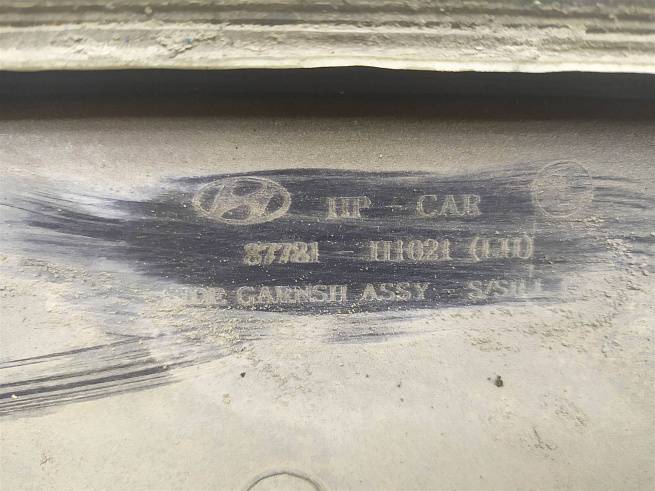 HP - CAR
87781 - H1021 (LH)
SIDE GARNSH ASSY - S/SILL